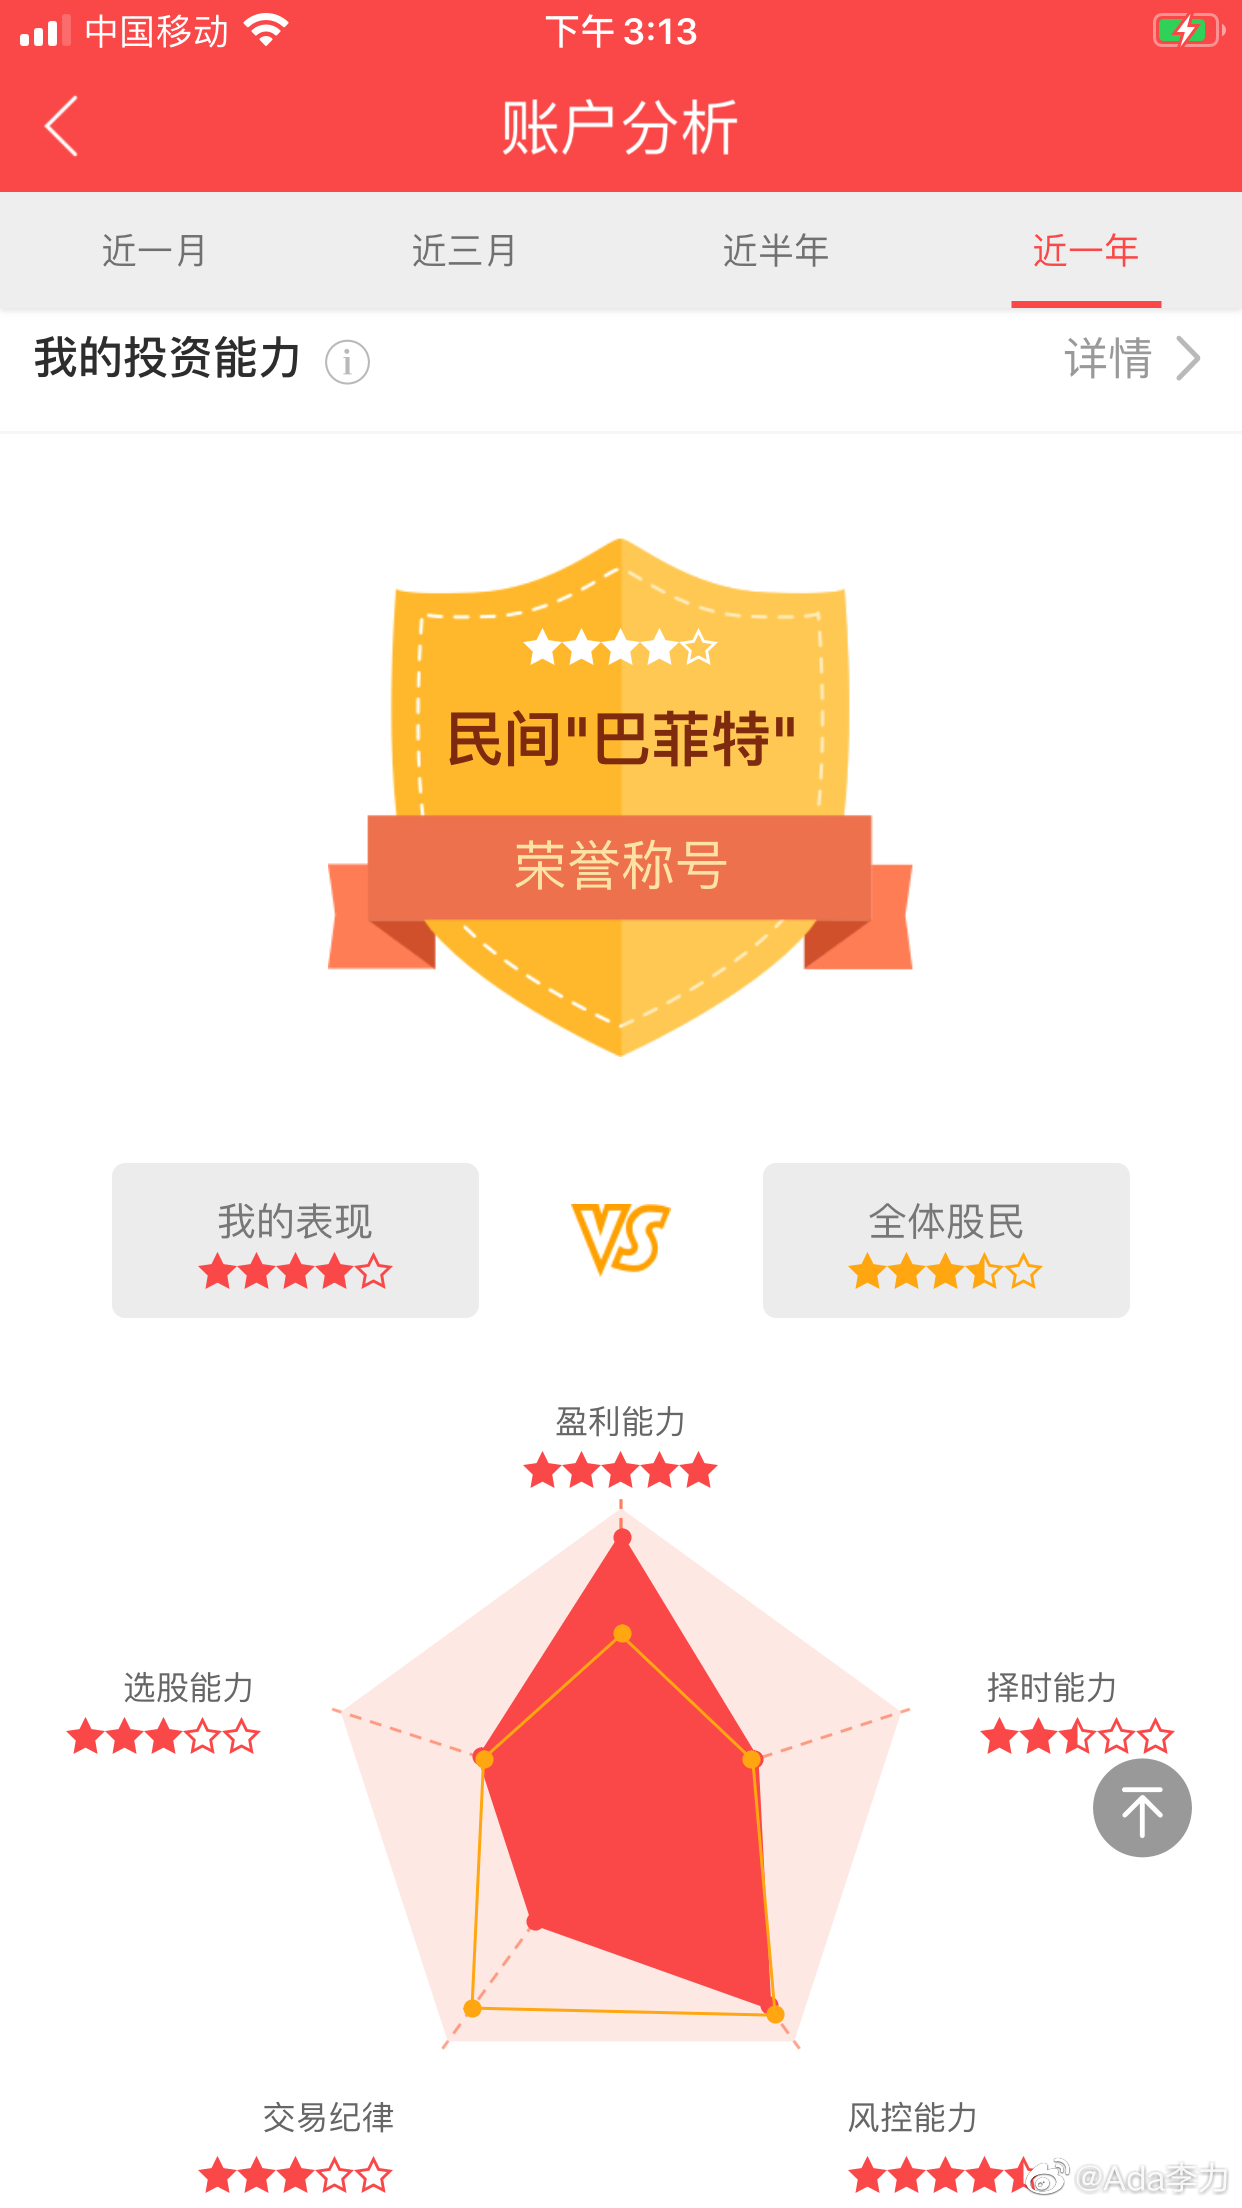 中国移动
下午 3:13
账户分析
近一月 近三月 近半年 近一年
我的投资能力 i
详情
民间"巴菲特"
荣誉称号
我的表现
VS
全体股民
盈利能力
选股能力
择时能力
交易纪律
风控能力
@Ada李力